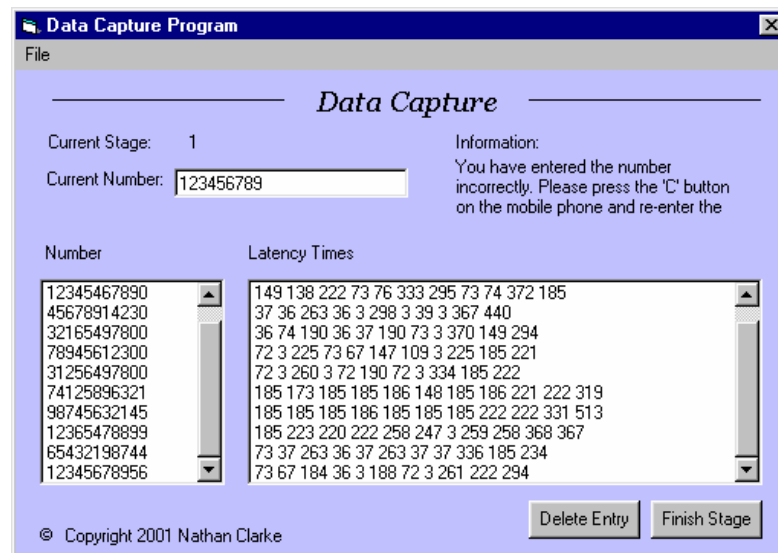 Data Capture Program
File
Data Capture
Current Stage: 1
Current Number: 123456789
Information:
You have entered the number
incorrectly. Please press the 'C' button
on the mobile phone and re-enter the
Number
12345467890
45678914230
32165497800
78945612300
31256497800
74125896321
98745632145
12365478899
65432198744
12345678956
Latency Times
149 138 222 73 76 333 295 73 74 372 185
37 36 263 36 3 298 3 39 3 367 440
36 74 190 36 37 190 73 3 370 149 294
72 3 225 73 67 147 109 3 225 185 221
72 3 260 3 72 190 72 3 334 185 222
185 173 185 185 186 148 185 186 221 222 319
185 185 185 186 185 185 185 222 222 331 513
185 223 220 222 258 247 3 259 258 368 367
73 37 263 36 37 263 37 37 336 185 234
73 67 184 36 3 188 72 3 261 222 294
Delete Entry
Finish Stage
© Copyright 2001 Nathan Clarke